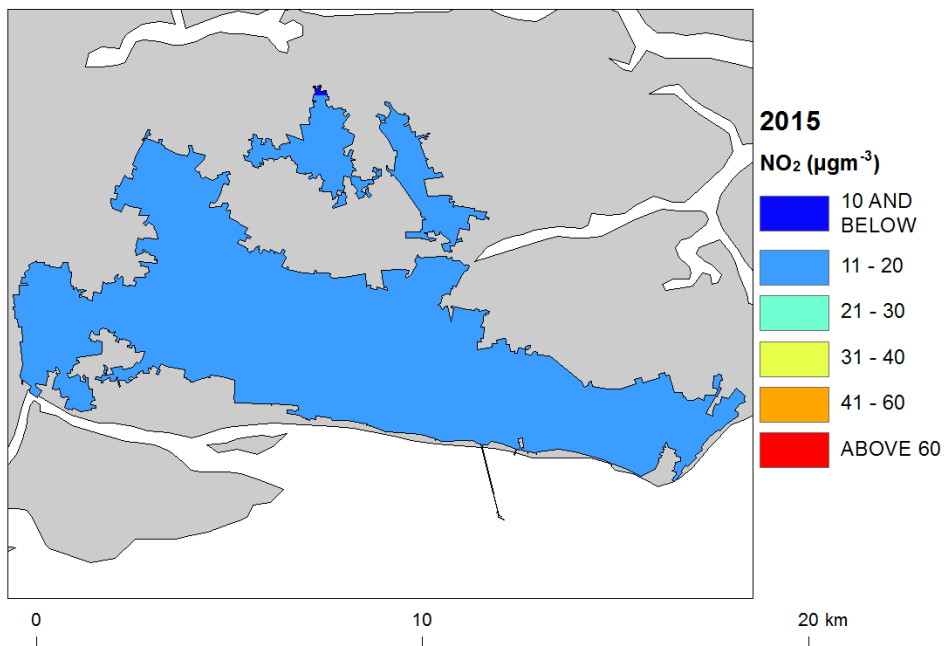 2015
NO₂ (µgm⁻³)
10 AND
BELOW
11 - 20
21 - 30
31 - 40
41 - 60
ABOVE 60
0 10 20 km